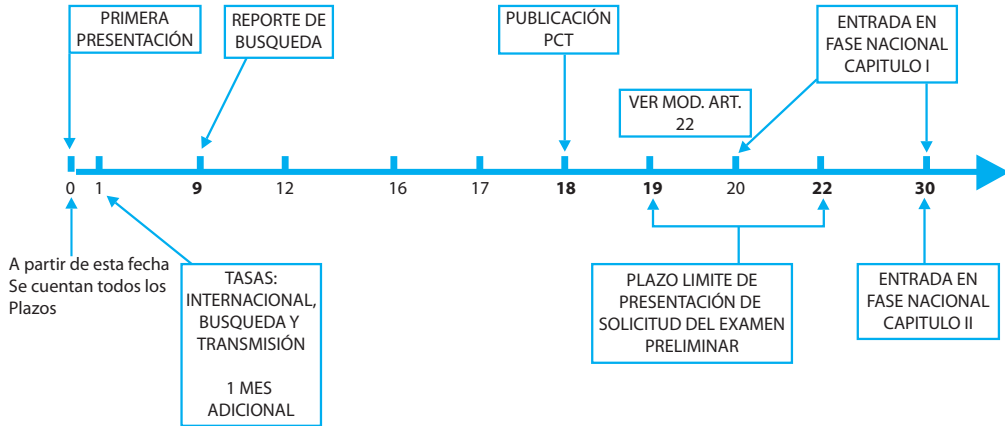 PRIMERA
PRESENTACIÓN
REPORTE DE
BUSQUEDA
PUBLICACIÓN
PCT
ENTRADA EN
FASE NACIONAL
CAPITULO I
VER MOD. ART.
22
0 1 9 12 16 17 18 19 20 22 30
A partir de esta fecha
Se cuentan todos los
Plazos
TASAS:
INTERNACIONAL,
BUSQUEDA Y
TRANSMISIÓN
1 MES
ADICIONAL
PLAZO LIMITE DE
PRESENTACIÓN DE
SOLICITUD DEL EXAMEN
PRELIMINAR
ENTRADA EN
FASE NACIONAL
CAPITULO II